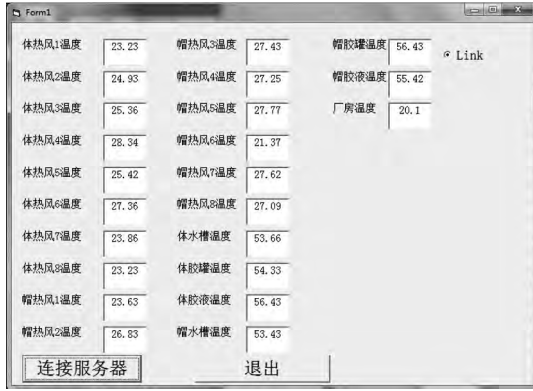 Form1
体热风1温度 23.23 帽热风3温度 27.43 帽胶罐温度 56.43 Link
体热风2温度 24.93 帽热风4温度 27.25 帽胶液温度 55.42
体热风3温度 25.36 帽热风5温度 27.77 厂房温度 20.1
体热风4温度 28.34 帽热风6温度 21.37
体热风5温度 25.42 帽热风7温度 27.62
体热风6温度 27.36 帽热风8温度 27.09
体热风7温度 23.86 体水槽温度 53.66
体热风8温度 23.23 体胶罐温度 54.33
帽热风1温度 23.63 体胶液温度 56.43
帽热风2温度 26.83 帽水槽温度 53.43
连接服务器 退出